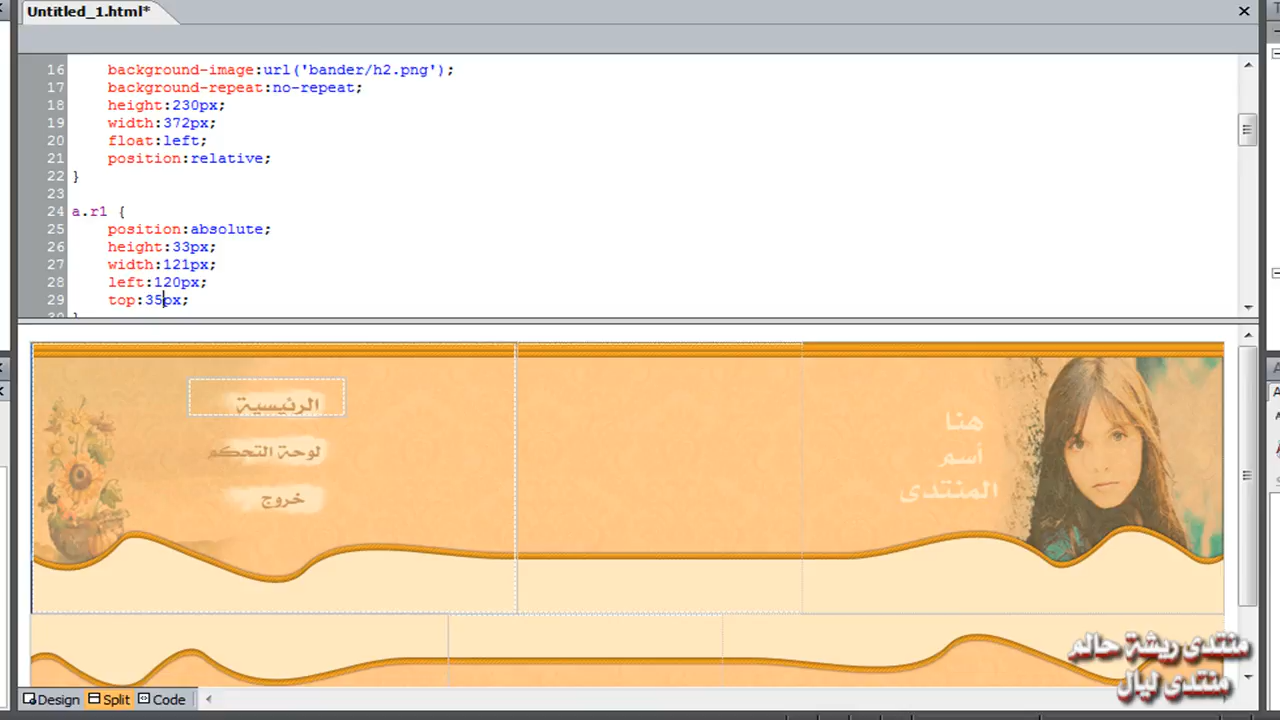 Untitled_1.html*
16 background-image:url('bander/h2.png');
17 background-repeat:no-repeat;
18 height:230px;
19 width:372px;
20 float:left;
21 position:relative;
22 }
23
24 a.r1 {
25 position:absolute;
26 height:33px;
27 width:121px;
28 left:120px;
29 top:35px;
الرئيسية
لوحة التحكم
خروج
هنا
أسم
المنتدى
منتدى ريشة حالم
منتدى ليال
Design Split Code